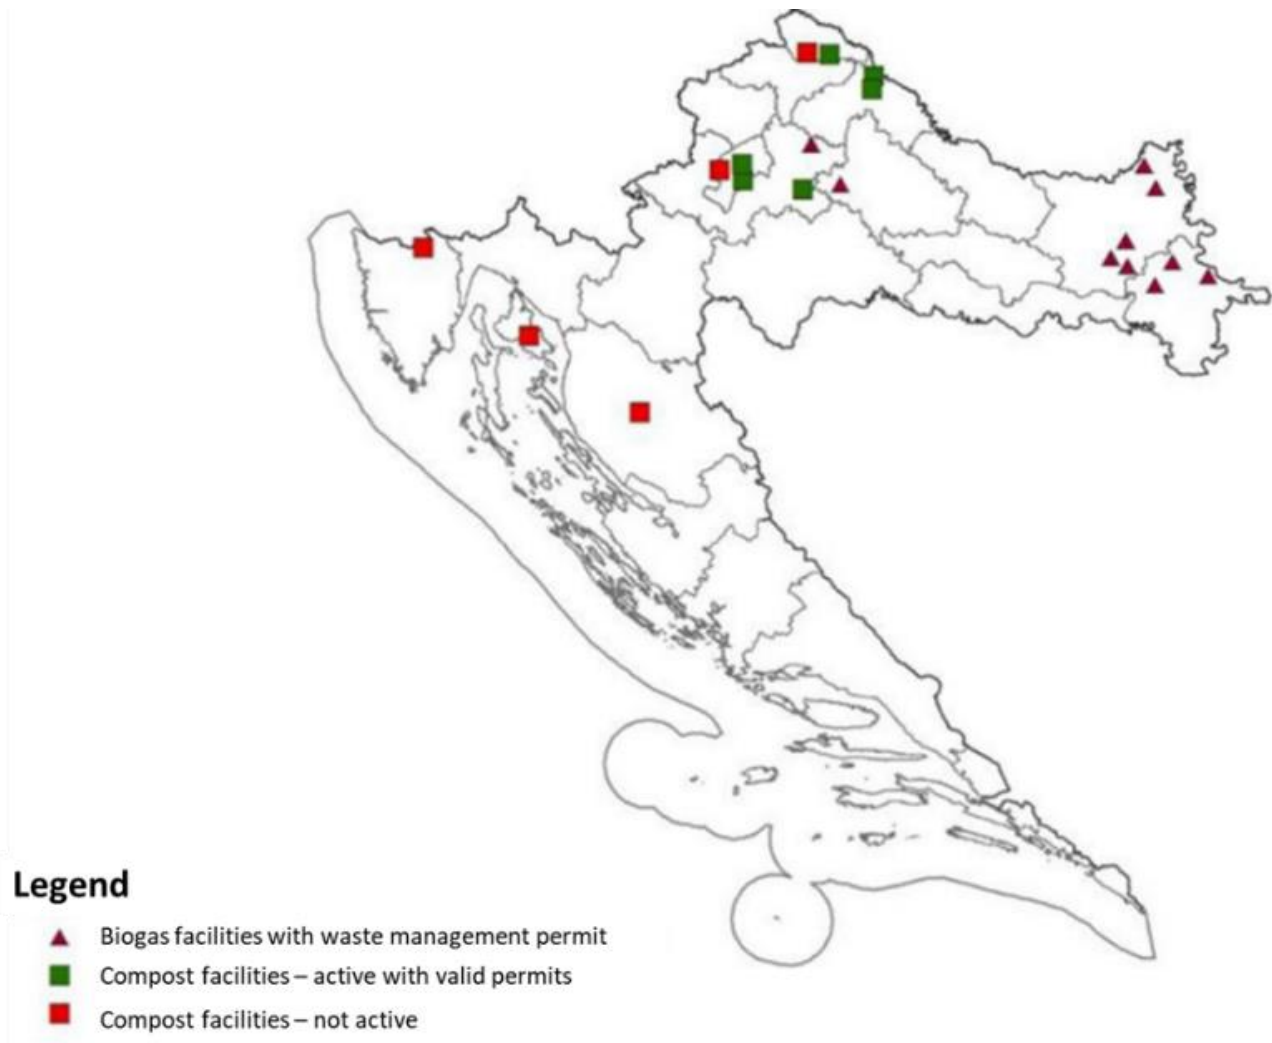 Legend
Biogas facilities with waste management permit
Compost facilities – active with valid permits
Compost facilities – not active